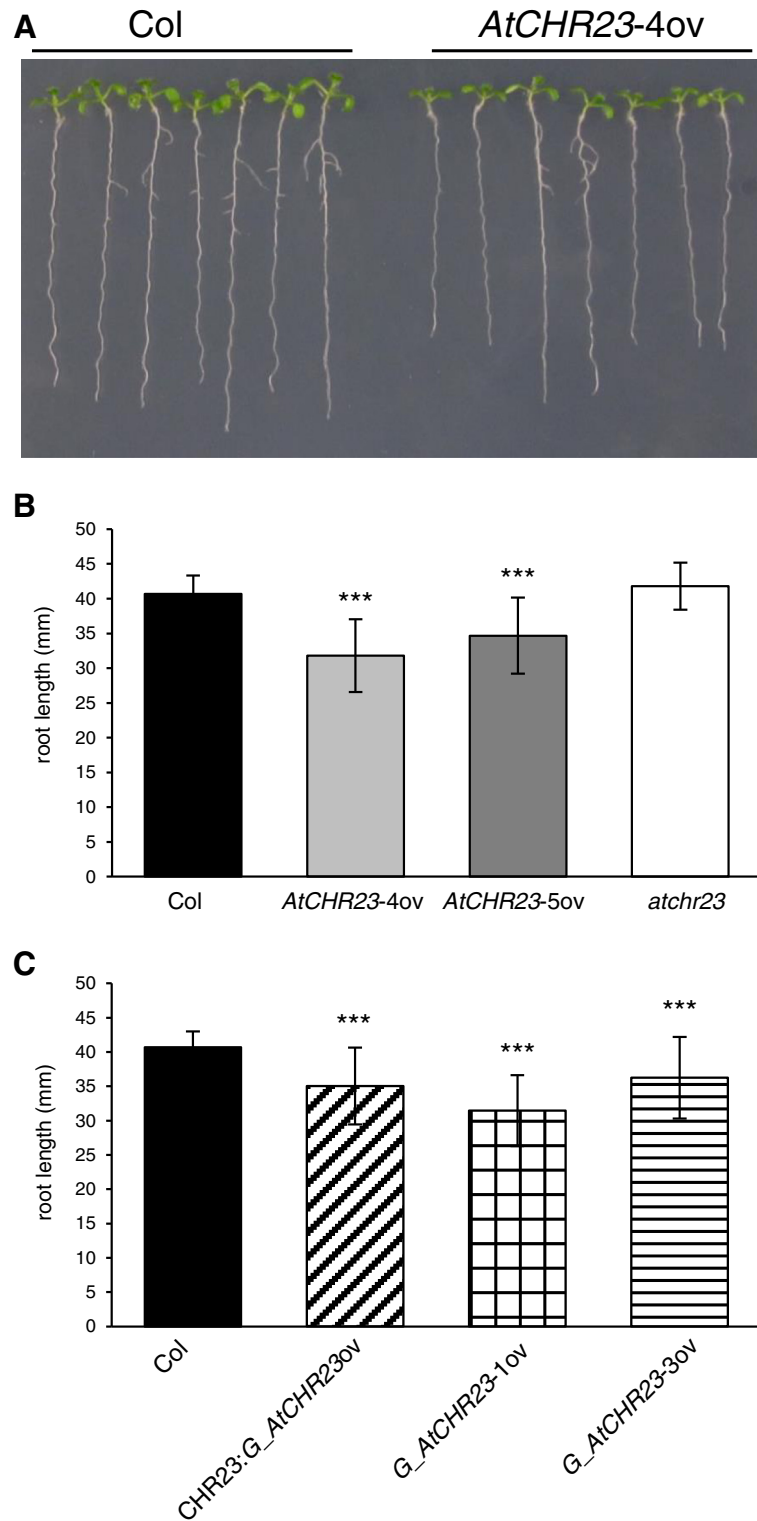 A
Col
AtCHR23-4ov
B
50
45
40
35
30
25
20
15
10
5
0
root length (mm)
***
***
Col
AtCHR23-4ov
AtCHR23-5ov
atchr23
C
50
45
40
35
30
25
20
15
10
5
0
root length (mm)
***
***
***
Col
CHR23:G_AtCHR23ov
G_AtCHR23-1ov
G_AtCHR23-3ov